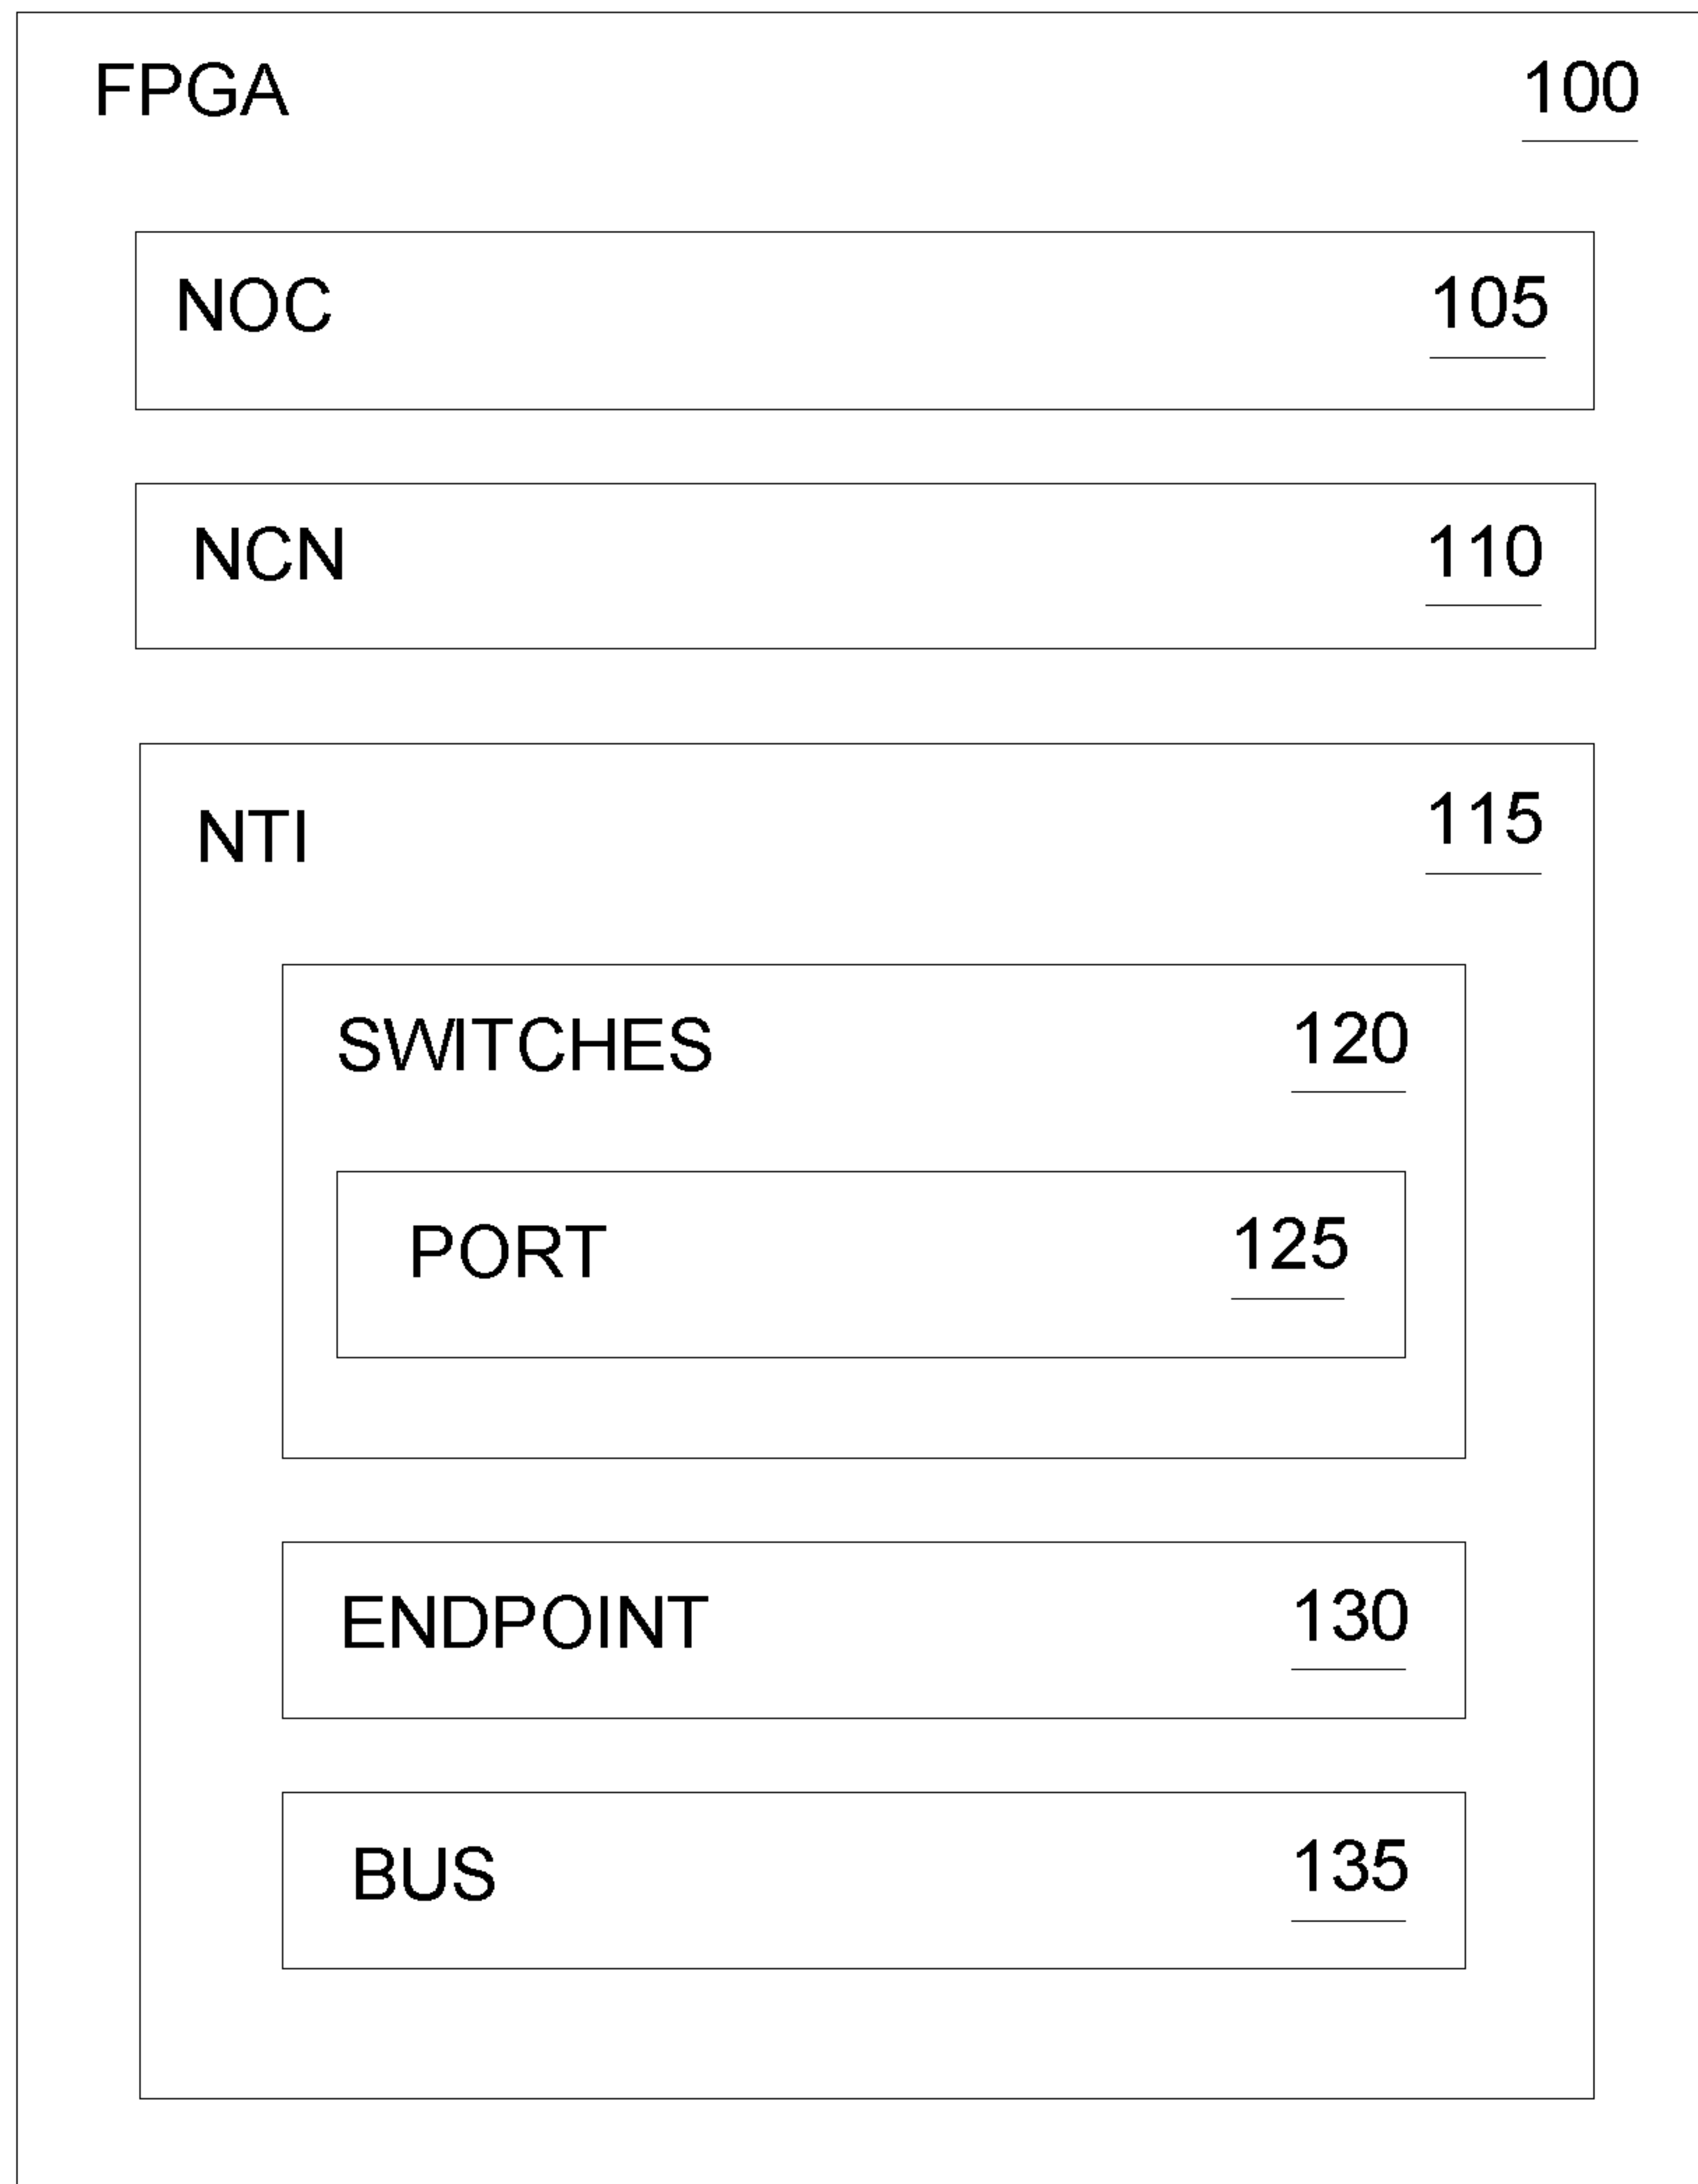 FPGA 100
NOC 105
NCN 110
NTI 115
SWITCHES 120
PORT 125
ENDPOINT 130
BUS 135